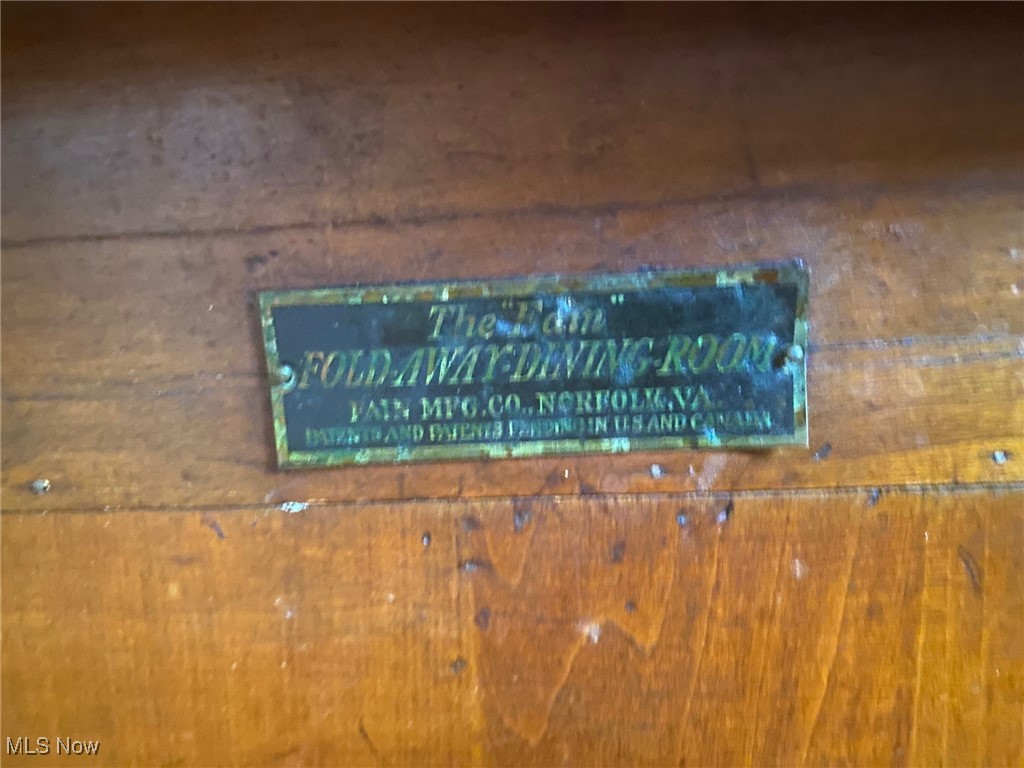 The "Fain"
FOLD-AWAY-DINING-ROOM
FAIN MFG. CO., NORFOLK, VA.
PATENTS AND PATENTS PENDING IN U.S AND CANADA
MLS Now